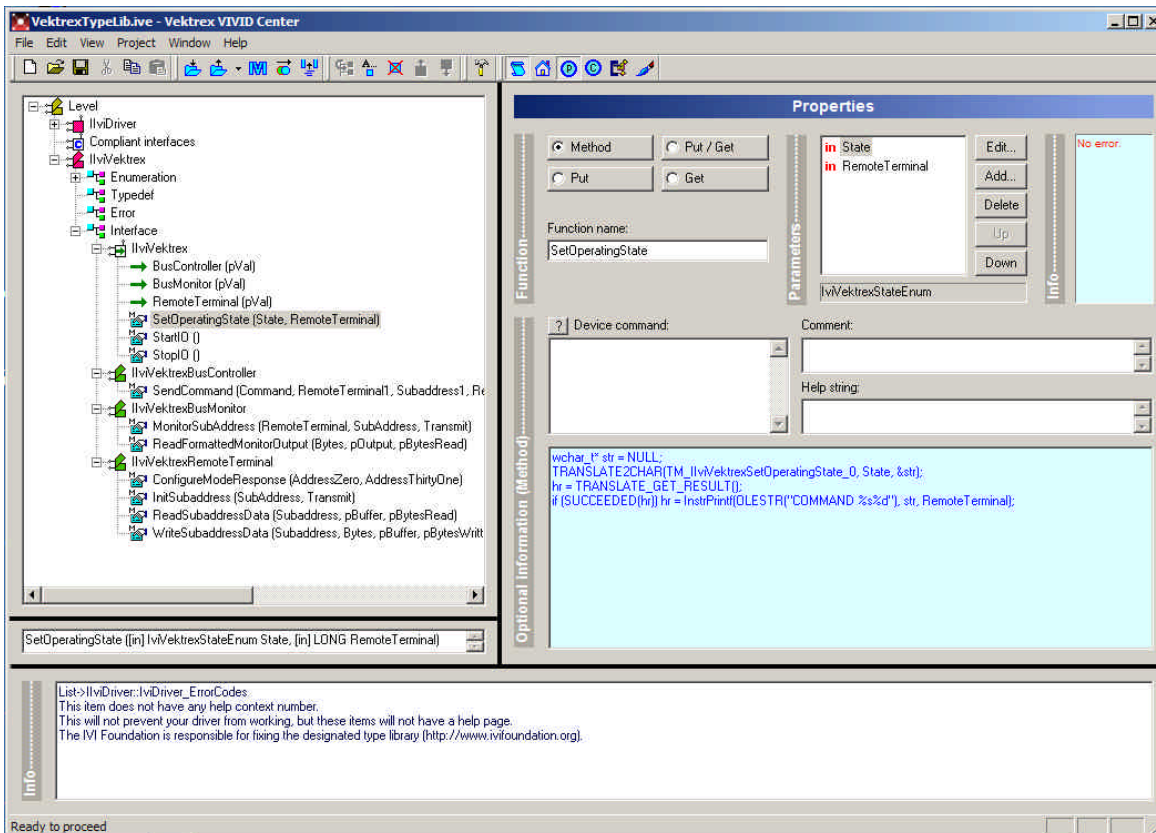 VektrexTypeLib.ive - Vektrex VIVID Center
File Edit View Project Window Help
Level
IIviDriver
Compliant interfaces
IIviVektrex
Enumeration
Typedef
Error
Interface
IIviVektrex
BusController (pVal)
BusMonitor (pVal)
RemoteTerminal (pVal)
SetOperatingState (State, RemoteTerminal)
StartIO ()
StopIO ()
IIviVektrexBusController
SendCommand (Command, RemoteTerminal1, Subaddress1, Re
IIviVektrexBusMonitor
MonitorSubAddress (RemoteTerminal, SubAddress, Transmit)
ReadFormattedMonitorOutput (Bytes, pOutput, pBytesRead)
IIviVektrexRemoteTerminal
ConfigureModeResponse (AddressZero, AddressThirtyOne)
InitSubaddress (SubAddress, Transmit)
ReadSubaddressData (Subaddress, pBuffer, pBytesRead)
WriteSubaddressData (Subaddress, Bytes, pBuffer, pBytesWritt
SetOperatingState ([in] IviVektrexStateEnum State, [in] LONG RemoteTerminal)
Properties
Function
Method
Put / Get
Put
Get
Function name:
SetOperatingState
Parameters
in State
in RemoteTerminal
Edit...
Add...
Delete
Up
Down
IviVektrexStateEnum
Info
No error.
Optional information (Method)
? Device command:
Comment:
Help string:
wchar_t* str = NULL;
TRANSLATE2CHAR(TM_IIviVektrexSetOperatingState_0, State, &str);
hr = TRANSLATE_GET_RESULT();
if (SUCCEEDED(hr)) hr = InstrPrintf(OLESTR("COMMAND %s%d"), str, RemoteTerminal);
Info
List->IIviDriver::IviDriver_ErrorCodes
This item does not have any help context number.
This will not prevent your driver from working, but these items will not have a help page.
The IVI Foundation is responsible for fixing the designated type library (http://www.ivifoundation.org).
Ready to proceed